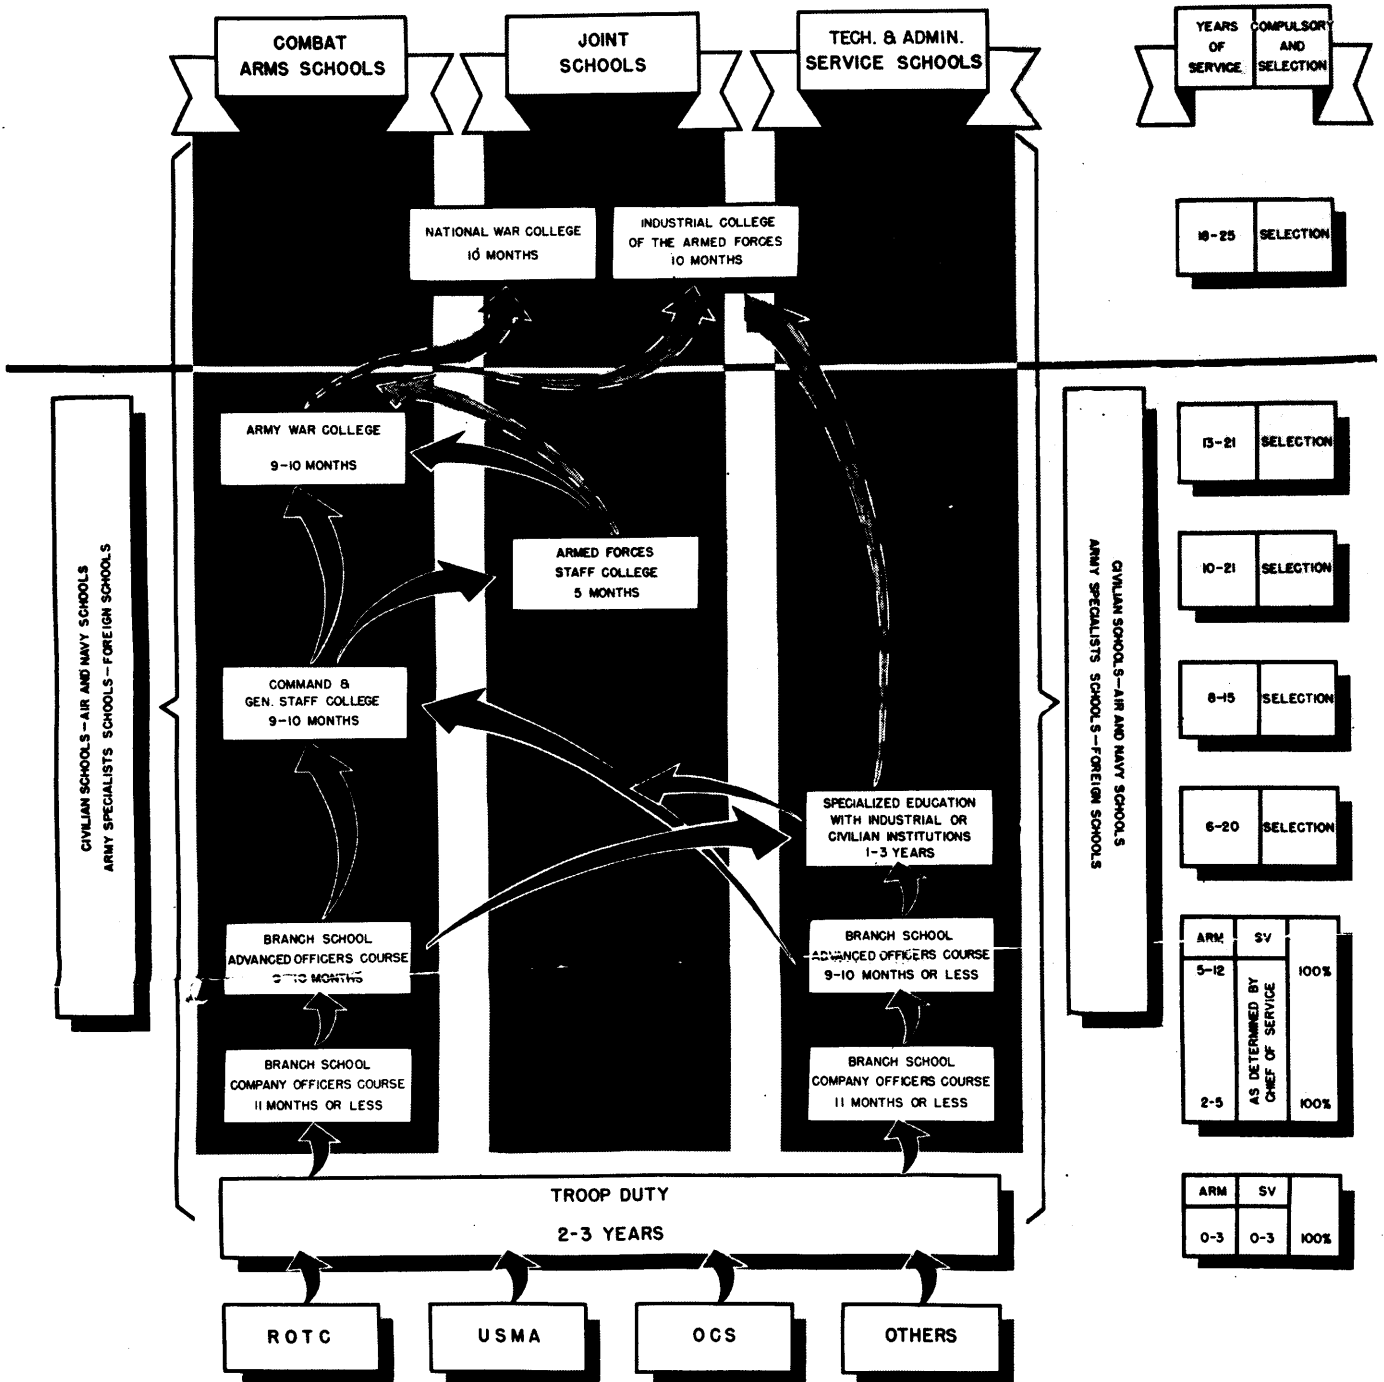 COMBAT
ARMS SCHOOLS
JOINT
SCHOOLS
TECH. & ADMIN.
SERVICE SCHOOLS
YEARS
OF
SERVICE
COMPULSORY
AND
SELECTION
NATIONAL WAR COLLEGE
10 MONTHS
INDUSTRIAL COLLEGE
OF THE ARMED FORCES
10 MONTHS
SELECTION
ARMY WAR COLLEGE
9-10 MONTHS
13-21
SELECTION
ARMED FORCES
STAFF COLLEGE
5 MONTHS
10-21
SELECTION
CIVILIAN SCHOOLS—AIR AND NAVY SCHOOLS
ARMY SPECIALISTS SCHOOLS—FOREIGN SCHOOLS
CIVILIAN SCHOOLS—AIR AND NAVY SCHOOLS
ARMY SPECIALISTS SCHOOLS—FOREIGN SCHOOLS
COMMAND &
GEN. STAFF COLLEGE
9-10 MONTHS
8-15
SELECTION
SPECIALIZED EDUCATION
WITH INDUSTRIAL OR
CIVILIAN INSTITUTIONS
1-3 YEARS
6-20
SELECTION
BRANCH SCHOOL
ADVANCED OFFICERS COURSE
9-10 MONTHS
BRANCH SCHOOL
ADVANCED OFFICERS COURSE
9-10 MONTHS OR LESS
ARM
SV
5-12
AS DETERMINED BY
CHIEF OF SERVICE
100%
BRANCH SCHOOL
COMPANY OFFICERS COURSE
11 MONTHS OR LESS
BRANCH SCHOOL
COMPANY OFFICERS COURSE
11 MONTHS OR LESS
2-5
100%
TROOP DUTY
2-3 YEARS
ARM
SV
0-3
0-3
100%
ROTC
USMA
OCS
OTHERS